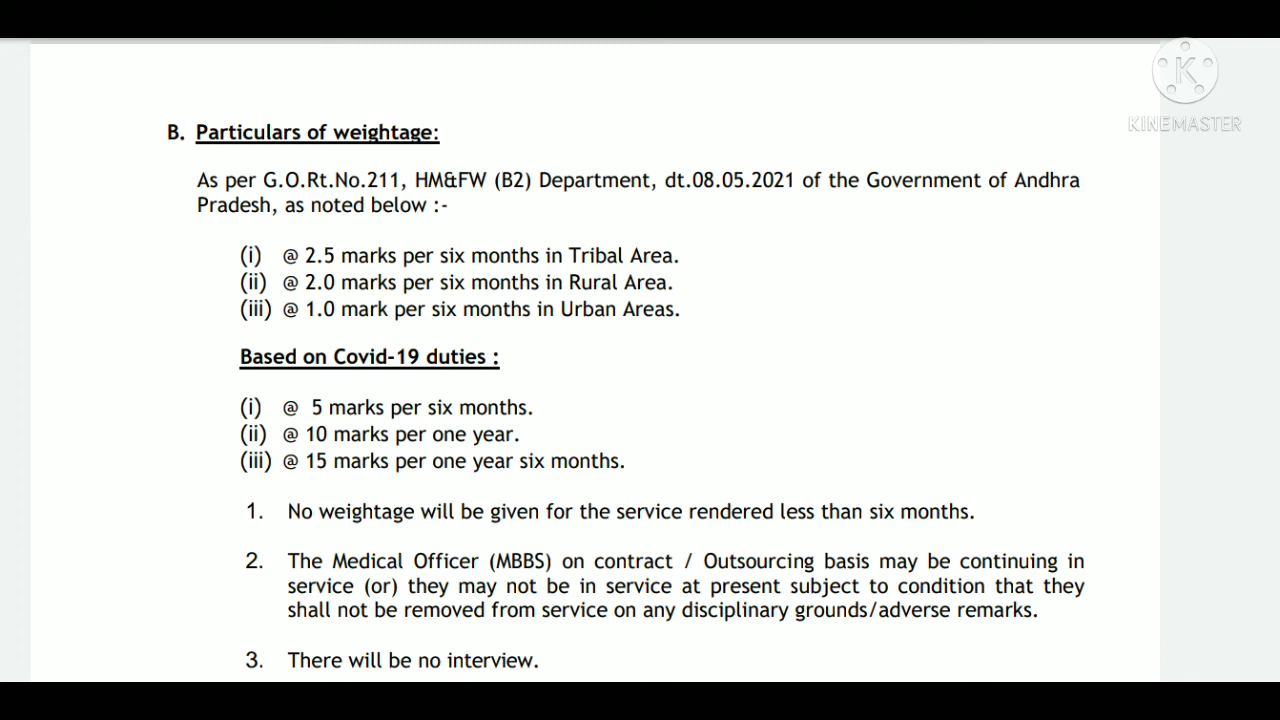 KINEMASTER
B. Particulars of weightage:
As per G.O.Rt.No.211, HM&FW (B2) Department, dt.08.05.2021 of the Government of Andhra
Pradesh, as noted below :-
(i) @ 2.5 marks per six months in Tribal Area.
(ii) @ 2.0 marks per six months in Rural Area.
(iii) @ 1.0 mark per six months in Urban Areas.
Based on Covid-19 duties :
(i) @ 5 marks per six months.
(ii) @ 10 marks per one year.
(iii) @ 15 marks per one year six months.
1. No weightage will be given for the service rendered less than six months.
2. The Medical Officer (MBBS) on contract / Outsourcing basis may be continuing in
service (or) they may not be in service at present subject to condition that they
shall not be removed from service on any disciplinary grounds/adverse remarks.
3. There will be no interview.